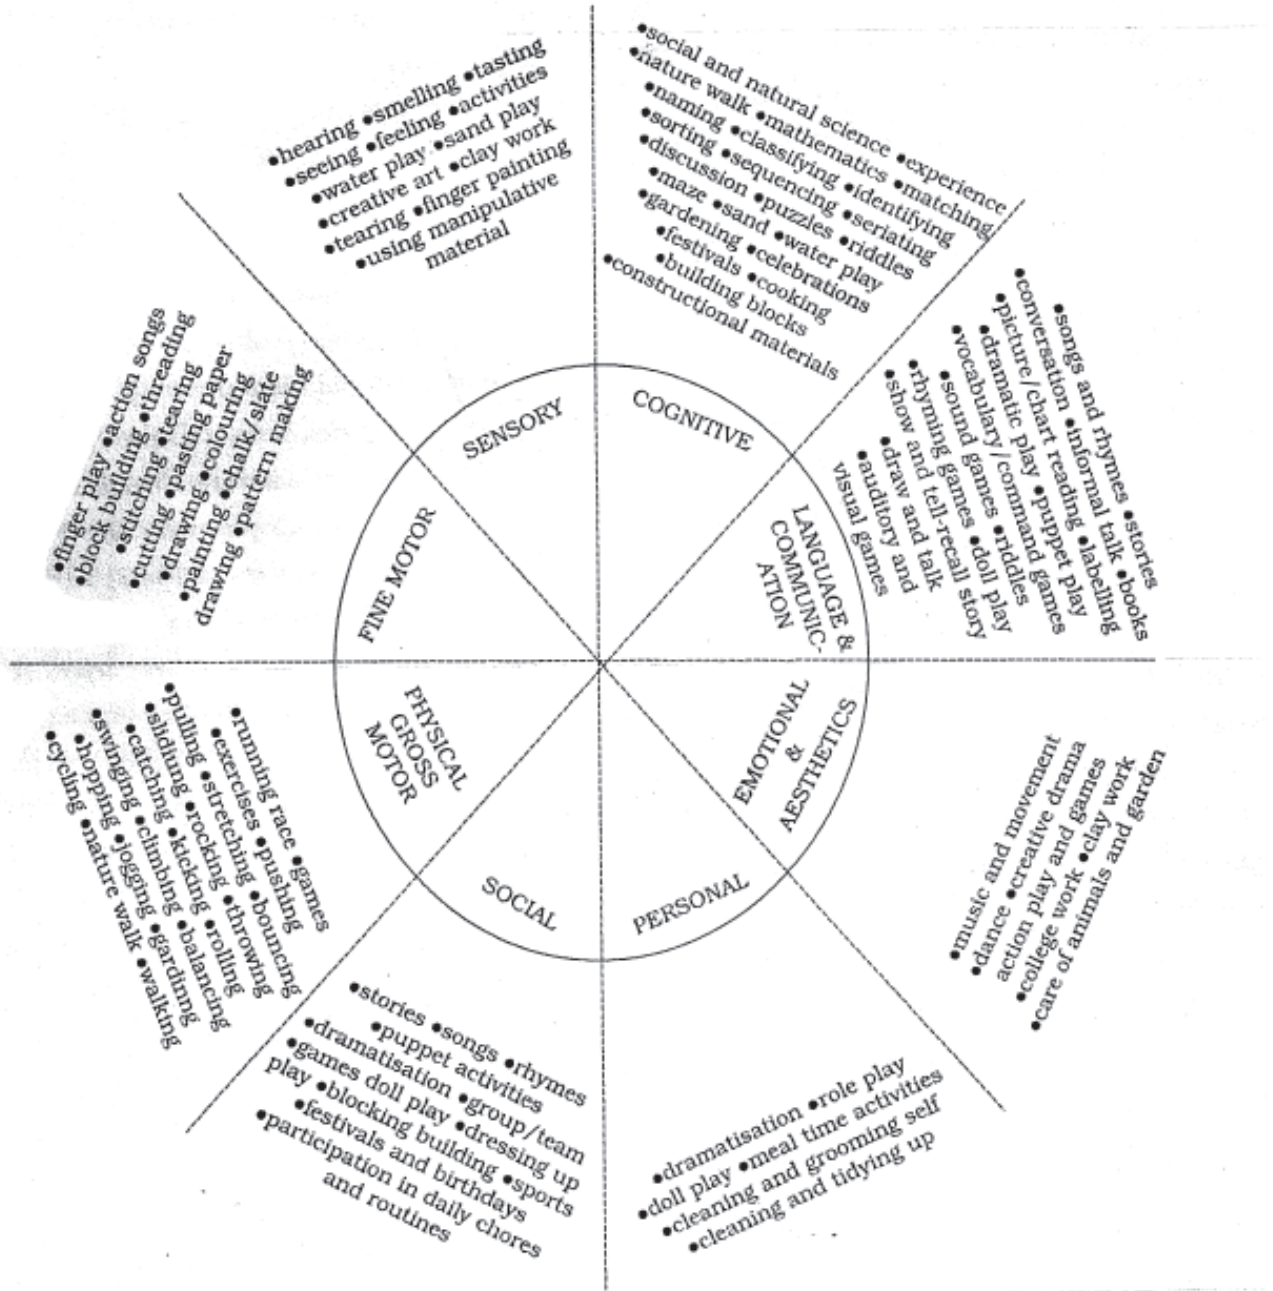 •hearing •smelling •tasting
•seeing •feeling •activities
•water play •sand play
•creative art •clay work
•tearing •finger painting
•using manipulative
material
•social and natural science •experience
•nature walk •mathematics •matching
•naming •classifying •identifying
•sorting •sequencing •seriating
•discussion •puzzles •riddles
•maze •sand •water play
•gardening •celebrations
•festivals •cooking
•building blocks
•constructional materials
•songs and rhymes •stories
•conversation •informal talk •books
•picture/chart reading •labelling
•dramatic play •puppet play
•vocabulary/command games
•sound games •riddles
•rhyming games •doll play
•show and tell-recall story
•draw and talk
•auditory and
visual games
•finger play •action songs
•block building •threading
•stitching •tearing
•cutting •pasting paper
•drawing •colouring
•painting •chalk/slate
drawing •pattern making
SENSORY
COGNITIVE
LANGUAGE &
COMMUNIC-
ATION
FINE MOTOR
PHYSICAL
GROSS
MOTOR
EMOTIONAL
&
AESTHETICS
SOCIAL
PERSONAL
•running race •games
•exercises •pushing
•pulling •stretching •bouncing
•slidiung •rocking •throwing
•catching •kicking •rolling
•swinging •climbing •balancing
•hopping •jogging •gardinng
•cycling •nature walk •walking
•music and movement
•dance •creative drama
action play and games
•college work •clay work
•care of animals and garden
•stories •songs •rhymes
•puppet activities
•dramatisation •group/team
•games doll play •dressing up
play •blocking building •sports
•festivals and birthdays
•participation in daily chores
and routines
•dramatisation •role play
•doll play •meal time activities
•cleaning and grooming self
•cleaning and tidying up